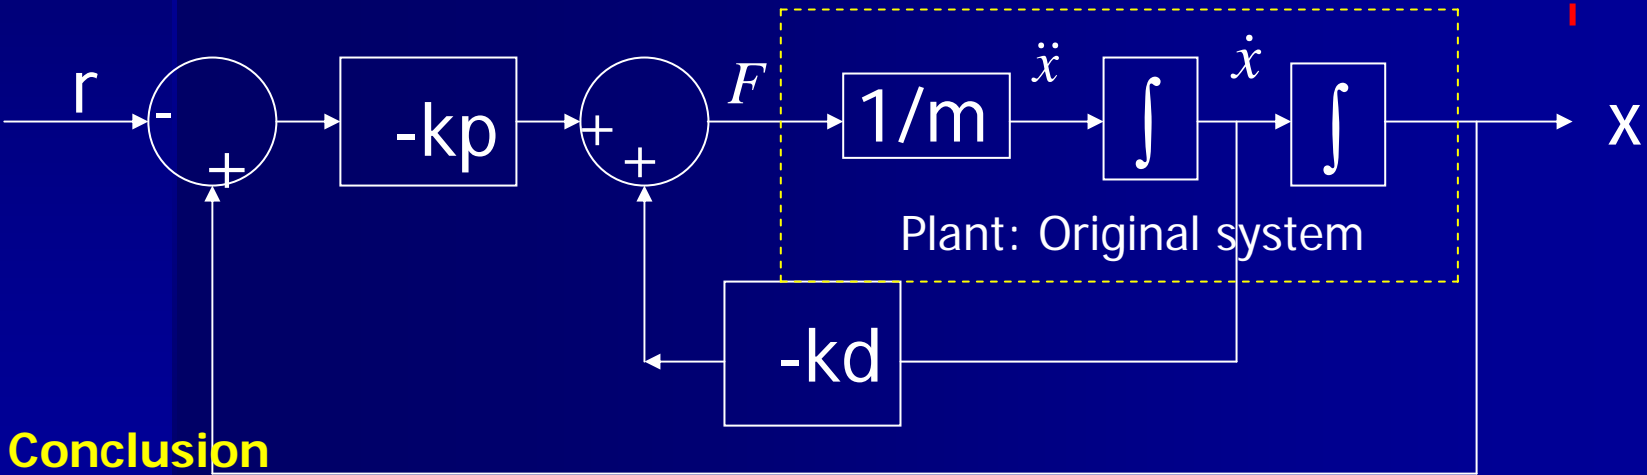 r
-
+
-kp
+
+
F
1/m
ẍ
∫
ẋ
∫
x
Plant: Original system
-kd
Conclusion